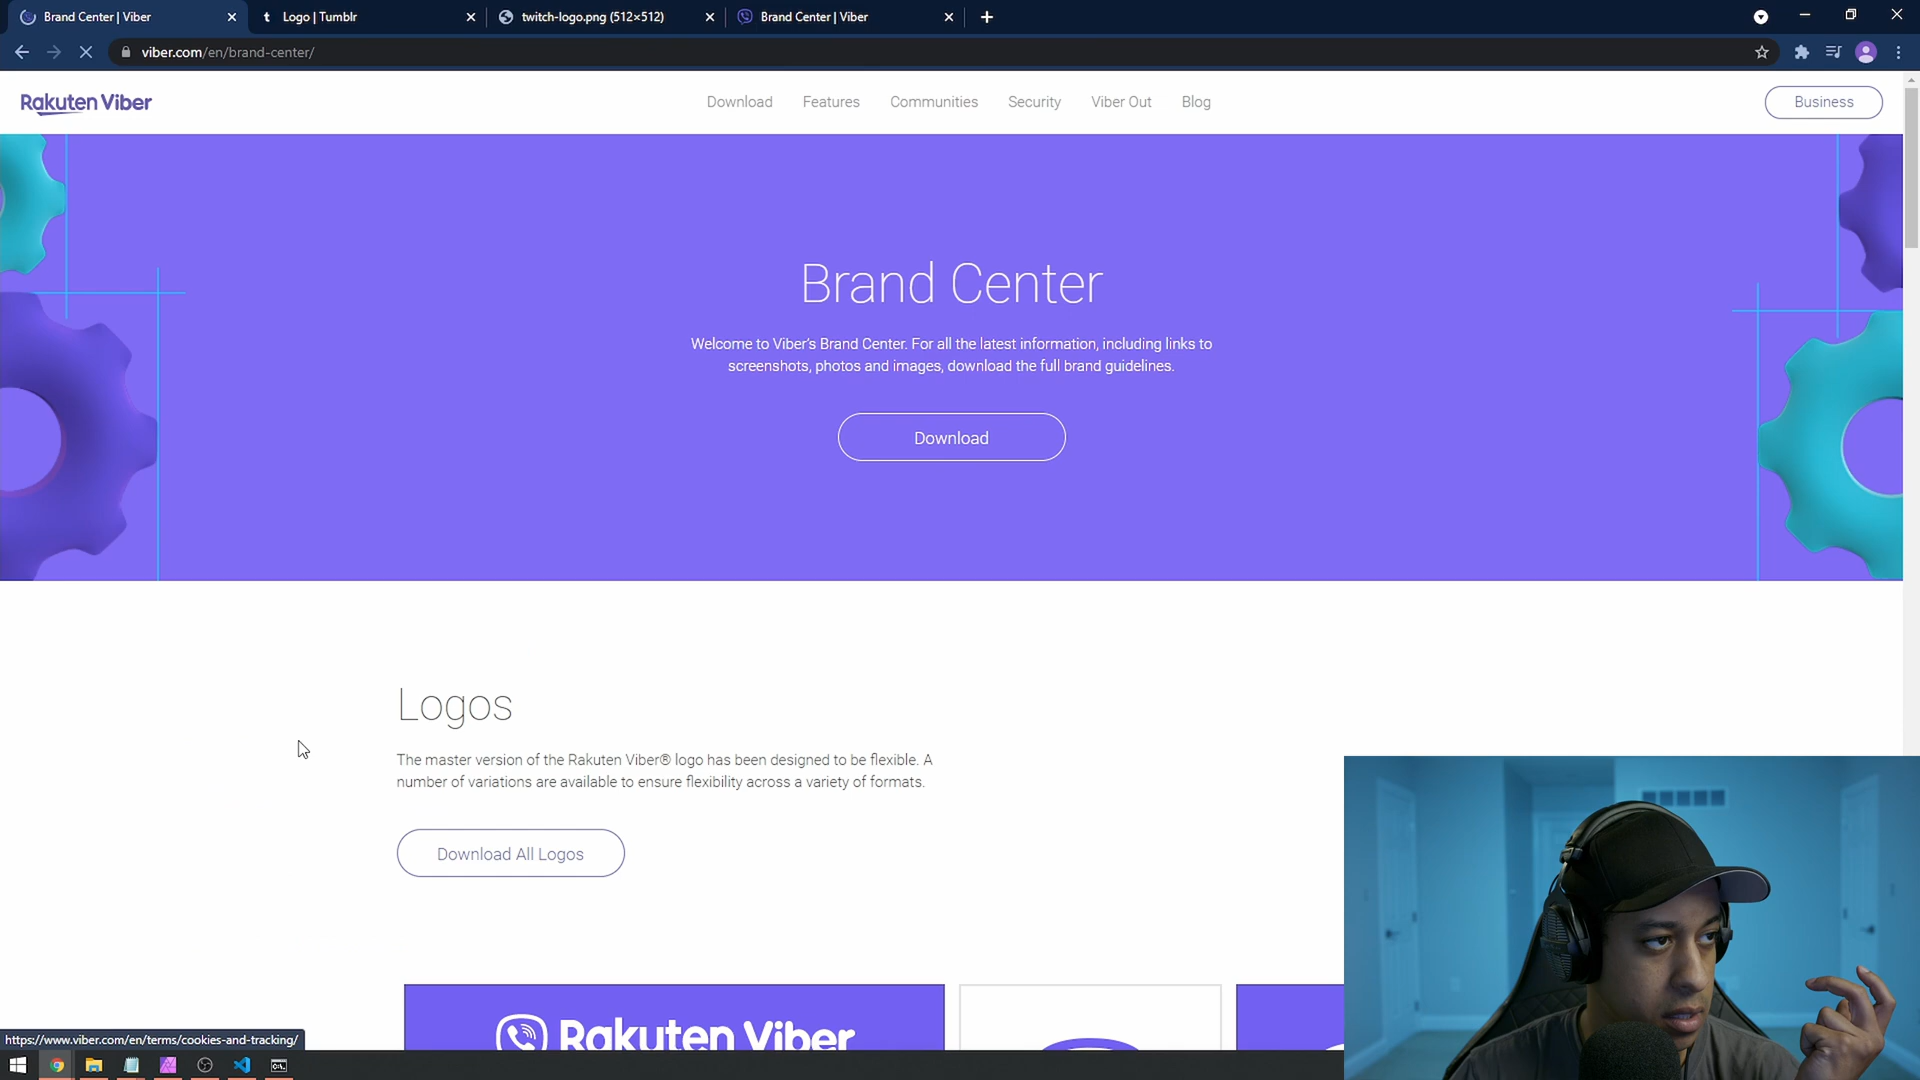 Brand Center | Viber
Logo | Tumblr
twitch-logo.png (512×512)
Brand Center | Viber
viber.com/en/brand-center/
Rakuten Viber
Download
Features
Communities
Security
Viber Out
Blog
Business
Brand Center
Welcome to Viber's Brand Center. For all the latest information, including links to
screenshots, photos and images, download the full brand guidelines.
Download
Logos
The master version of the Rakuten Viber® logo has been designed to be flexible. A
number of variations are available to ensure flexibility across a variety of formats.
Download All Logos
Rakuten Viber
https://www.viber.com/en/terms/cookies-and-tracking/